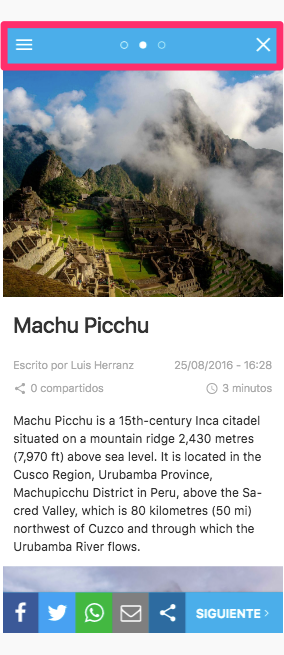 Machu Picchu
Escrito por Luis Herranz 25/08/2016 - 16:28
0 compartidos 3 minutos
Machu Picchu is a 15th-century Inca citadel
situated on a mountain ridge 2,430 metres
(7,970 ft) above sea level. It is located in the
Cusco Region, Urubamba Province,
Machupicchu District in Peru, above the Sa-
cred Valley, which is 80 kilometres (50 mi)
northwest of Cuzco and through which the
Urubamba River flows.
SIGUIENTE >